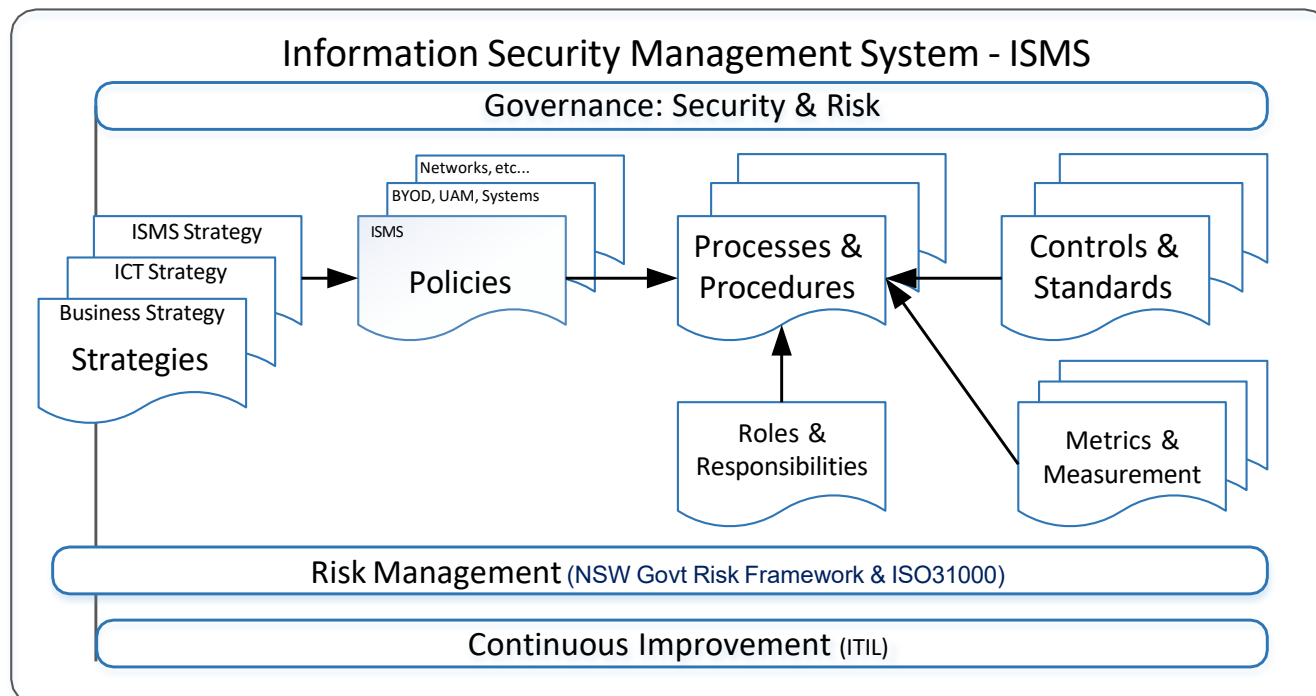 Information Security Management System - ISMS
Governance: Security & Risk
Networks, etc...
BYOD, UAM, Systems
ISMS
Policies
ISMS Strategy
ICT Strategy
Business Strategy
Strategies
Processes &
Procedures
Controls &
Standards
Roles &
Responsibilities
Metrics &
Measurement
Risk Management (NSW Govt Risk Framework & ISO31000)
Continuous Improvement (ITIL)